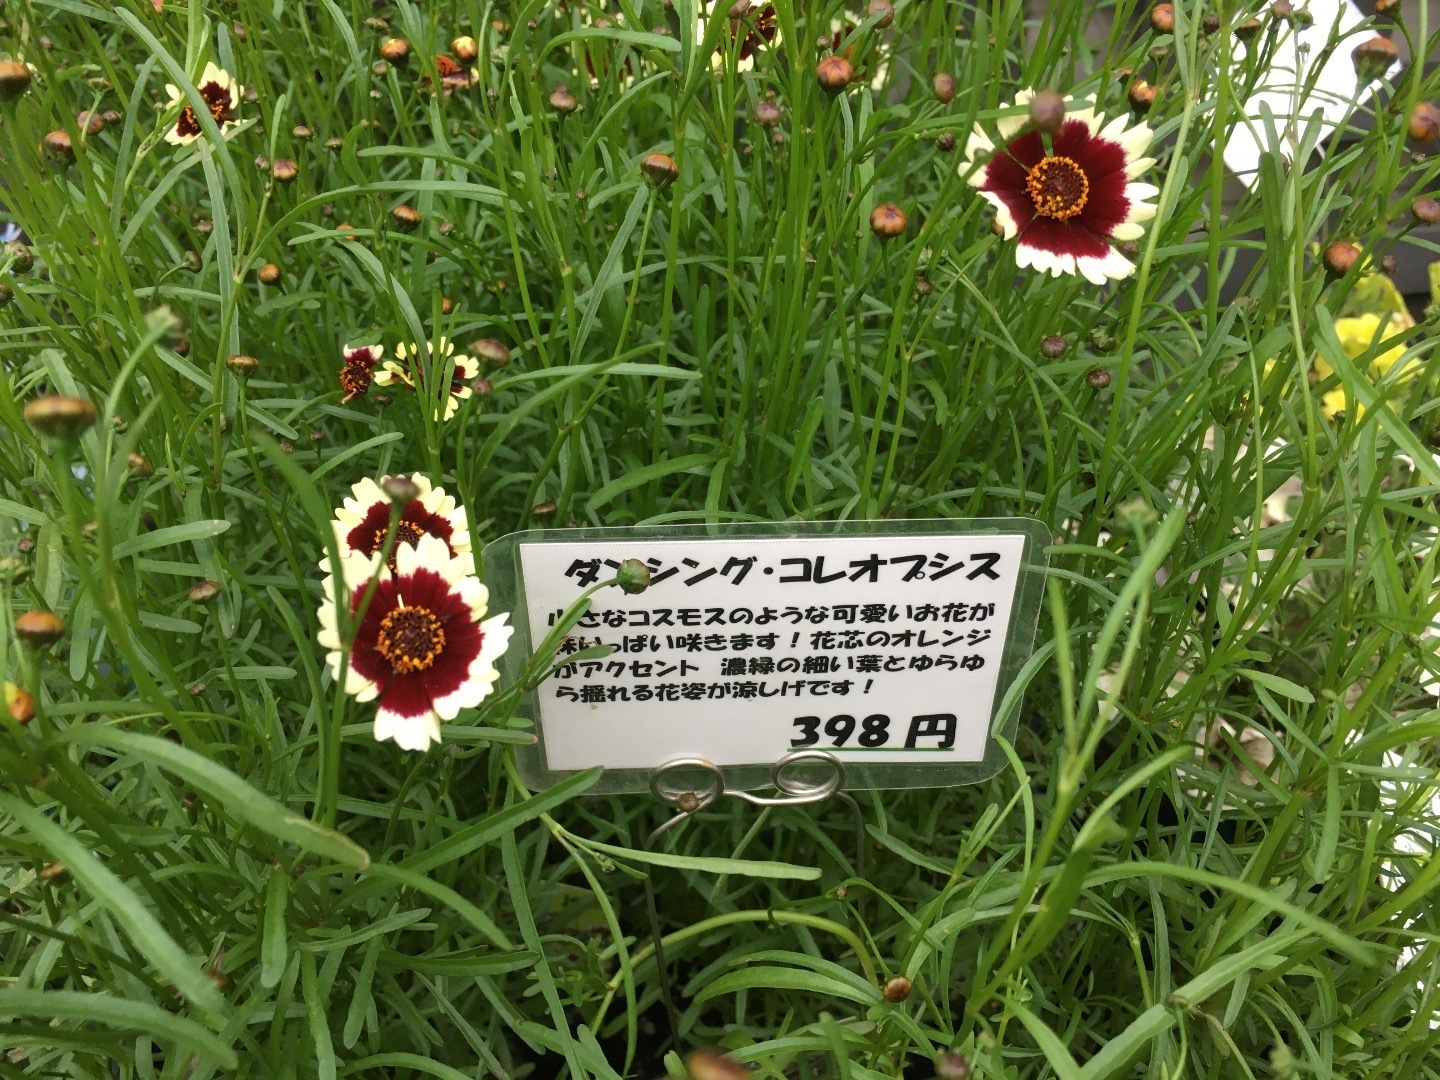 ダンシング・コレオプシス
小さなコスモスのような可愛いお花が
株いっぱい咲きます！花芯のオレンジ
がアクセント 濃緑の細い葉とゆらゆ
ら揺れる花姿が涼しげです！
398 円